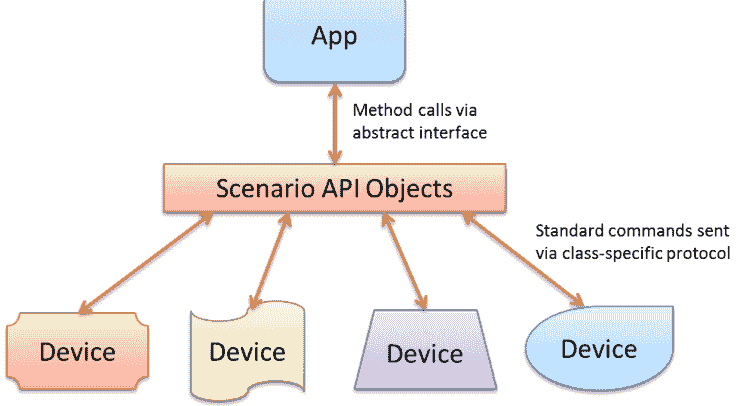 App
Method calls via
abstract interface
Scenario API Objects
Standard commands sent
via class-specific protocol
Device
Device
Device
Device